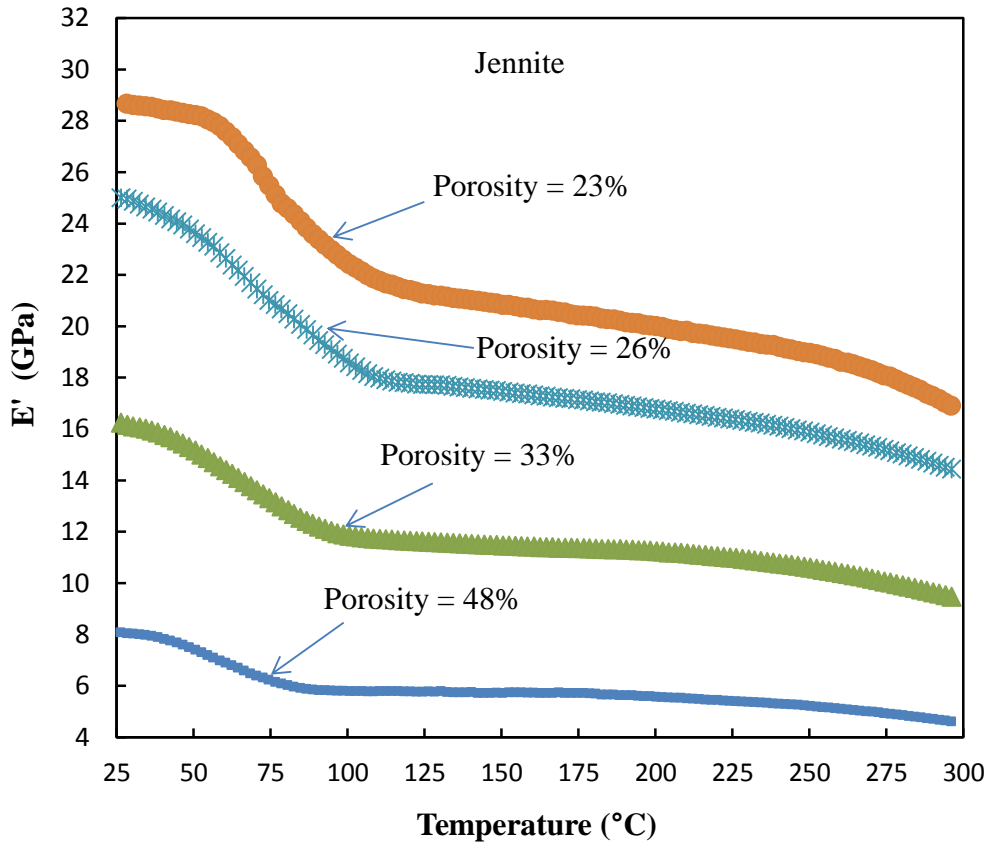 Jennite
Porosity = 23%
Porosity = 26%
Porosity = 33%
Porosity = 48%
E' (GPa)
32
30
28
26
24
22
20
18
16
14
12
10
8
6
4
25 50 75 100 125 150 175 200 225 250 275 300
Temperature (°C)